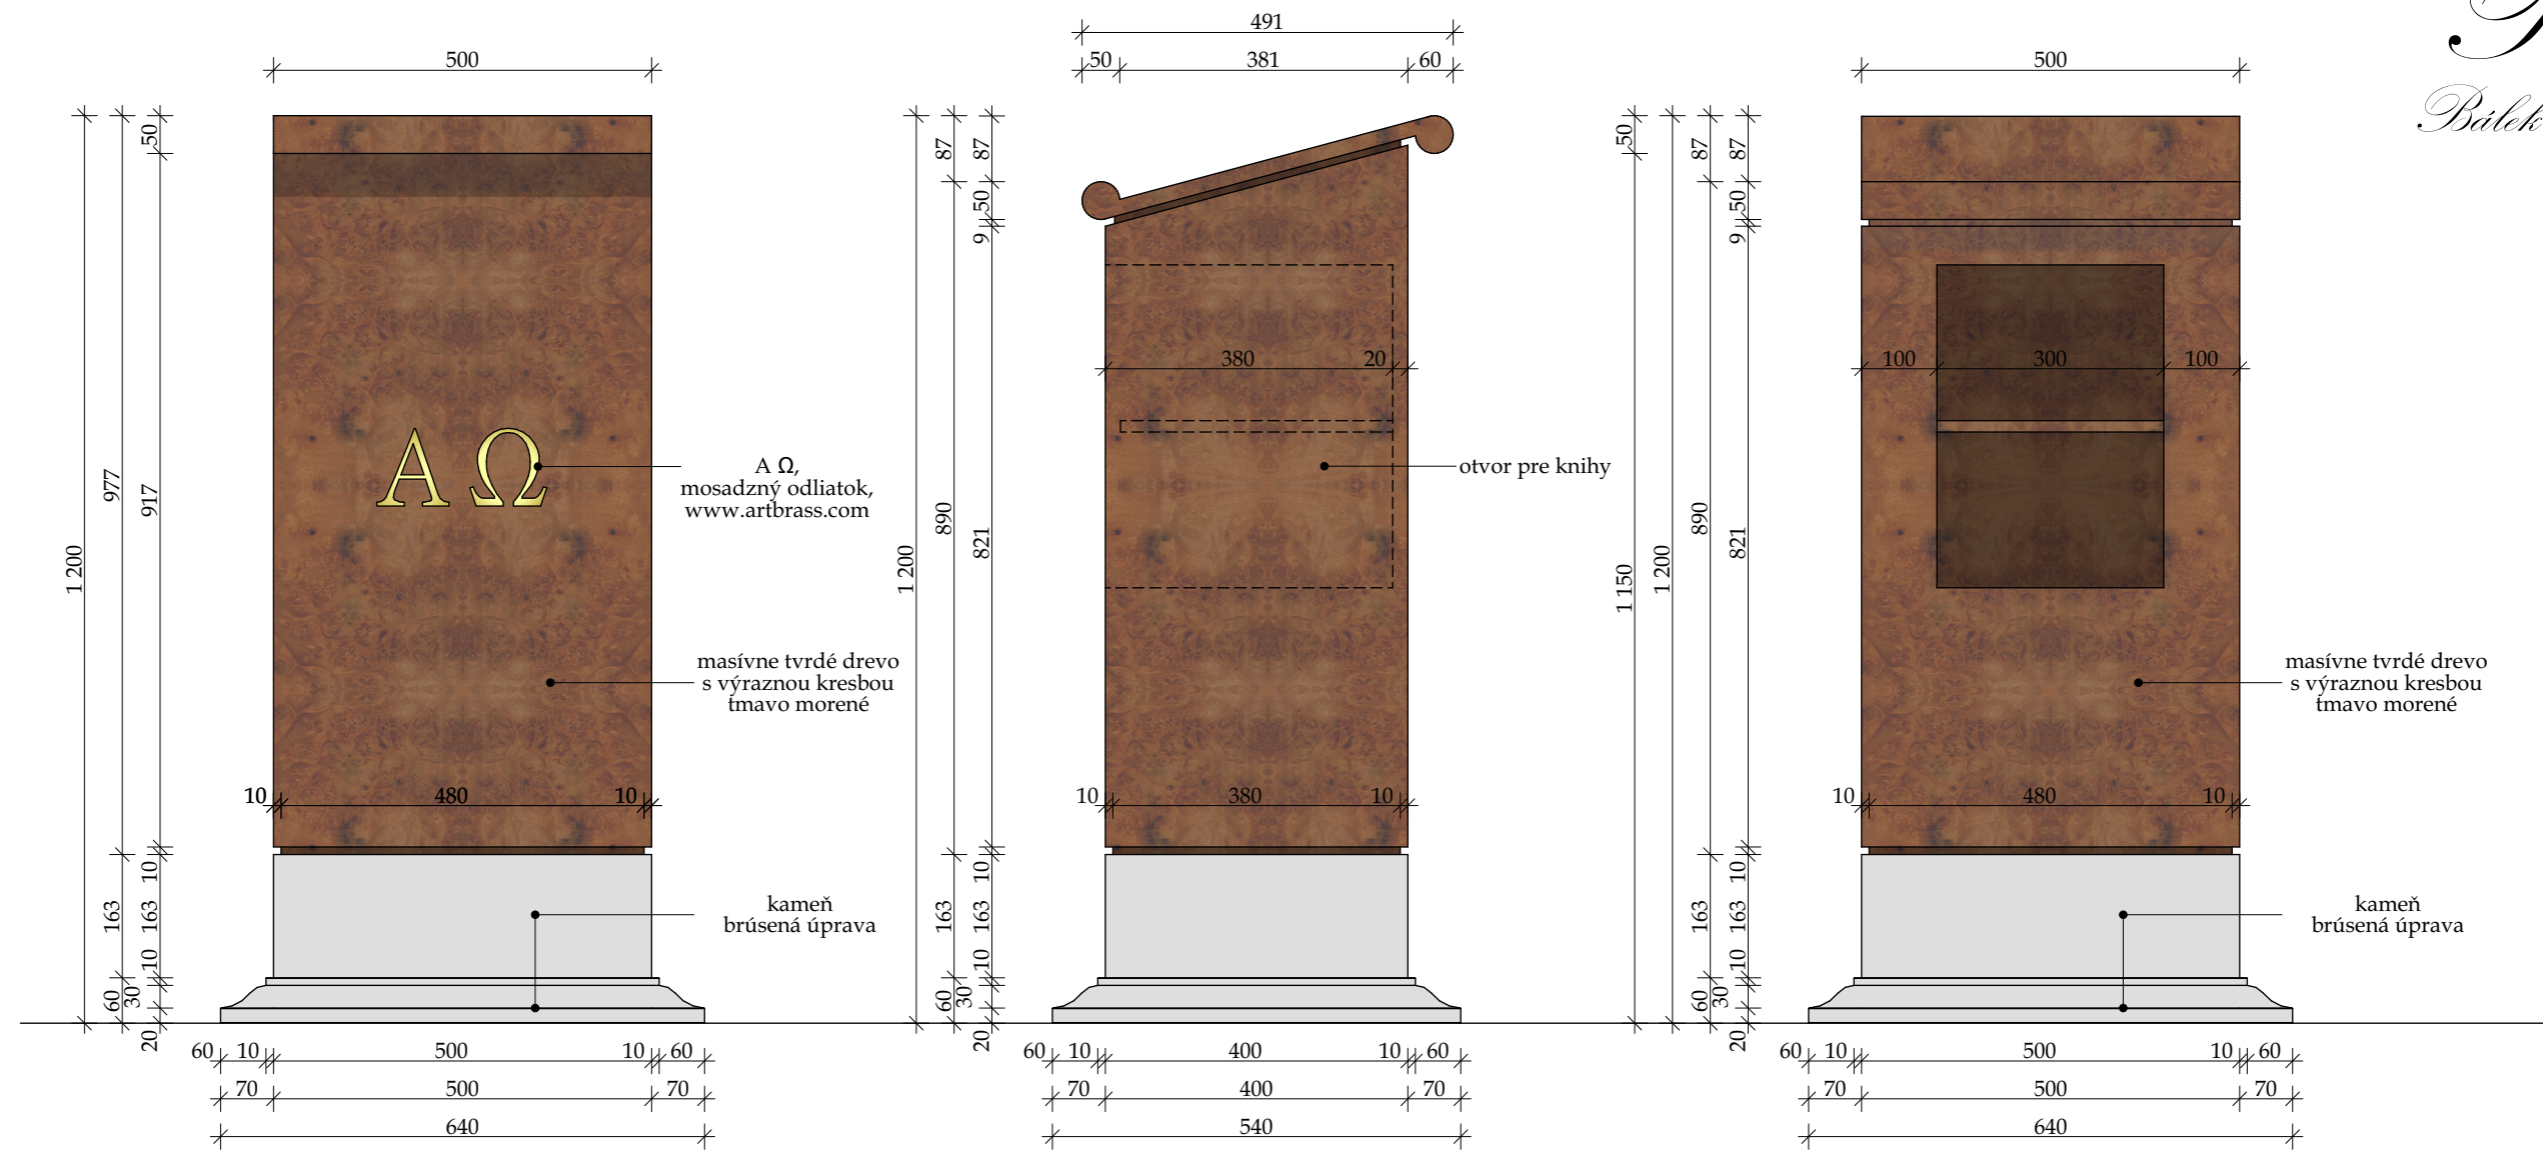 491
500
50 381 60
500
Bálek
50
87
87
50
9
50
87
87
50
9
380 20
100 300 100
Α Ω
Α Ω,
mosadzný odliatok,
www.artbrass.com
otvor pre knihy
977
917
1 200
890
821
1 200
1 150
1 200
890
821
masívne tvrdé drevo
s výraznou kresbou
tmavo morené
masívne tvrdé drevo
s výraznou kresbou
tmavo morené
10 480 10
10 380 10
10 480 10
10
163
163
10
60
30
20
10
163
163
10
60
30
20
10
163
163
10
60
30
20
kameň
brúsená úprava
kameň
brúsená úprava
60 10 500 10 60
70 500 70
640
60 10 400 10 60
70 400 70
540
60 10 500 10 60
70 500 70
640